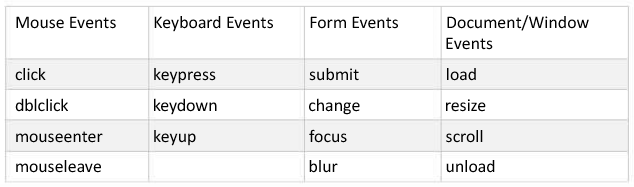 Mouse Events Keyboard Events Form Events Document/Window
Events
click keypress submit load
dblclick keydown change resize
mouseenter keyup focus scroll
mouseleave blur unload